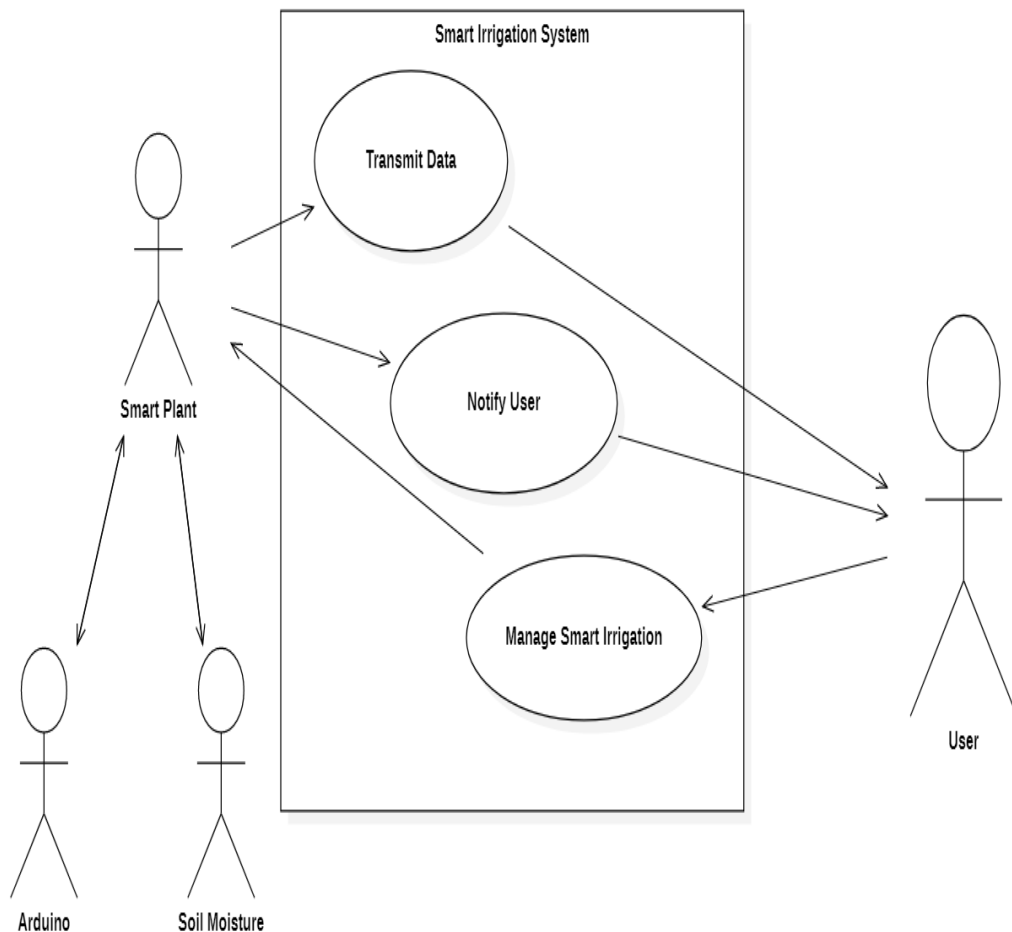 Smart Irrigation System
Transmit Data
Smart Plant
Notify User
Manage Smart Irrigation
User
Arduino
Soil Moisture